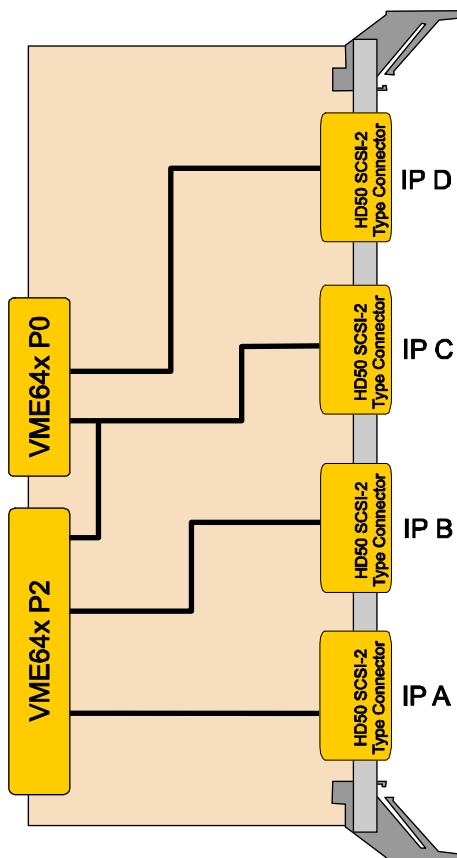 HD50 SCSI-2
Type Connector
IP D
VME64x P0
HD50 SCSI-2
Type Connector
IP C
HD50 SCSI-2
Type Connector
IP B
VME64x P2
HD50 SCSI-2
Type Connector
IP A